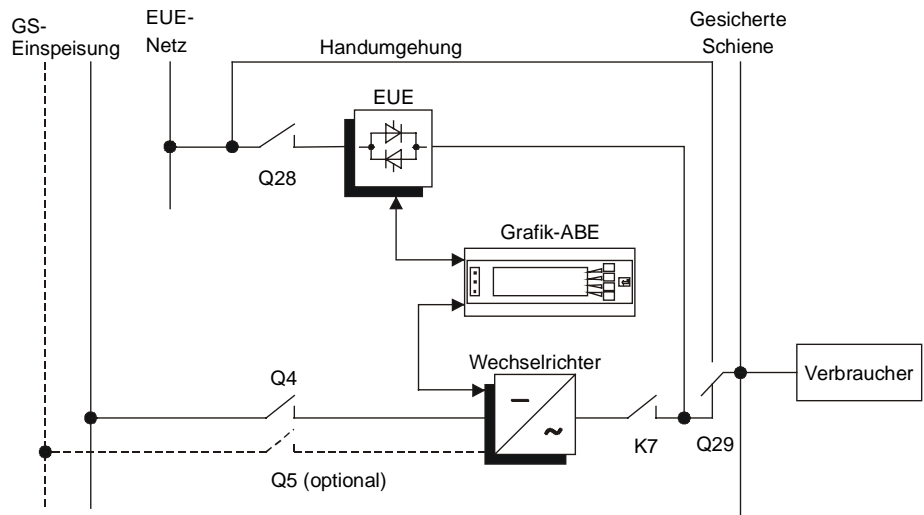 GS-
Einspeisung
EUE-
Netz
Handumgehung
Gesicherte
Schiene
EUE
Q28
Grafik-ABE
Wechselrichter
Verbraucher
Q4
K7
Q29
Q5 (optional)